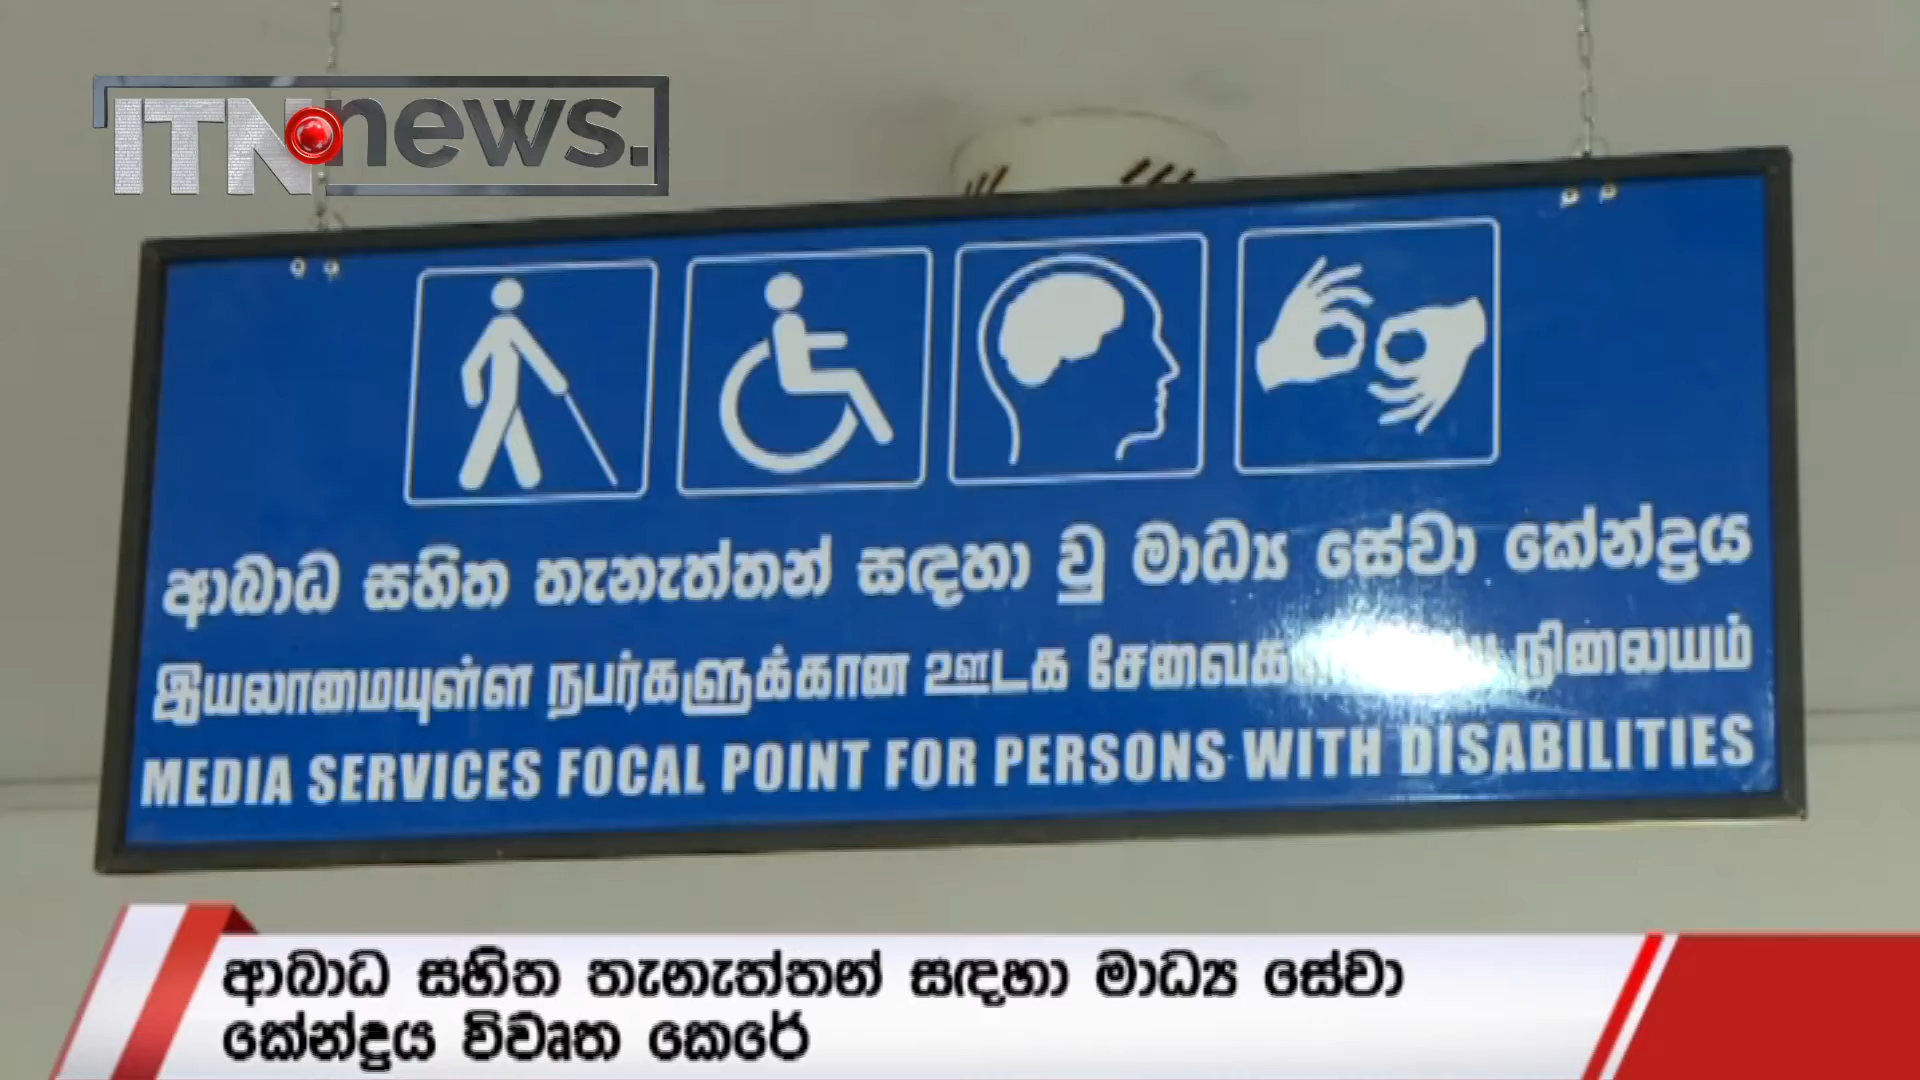 ITN news.
ආබාධ සහිත තැනැත්තන් සඳහා වූ මාධ්‍ය සේවා කේන්ද්‍රය
இயலாமையுள்ள நபர்களுக்கான ஊடக நிலையம்
MEDIA SERVICES FOCAL POINT FOR PERSONS WITH DISABILITIES
ආබාධ සහිත තැනැත්තන් සඳහා මාධ්‍ය සේවා
කේන්ද්‍රය විවෘත කෙරේ